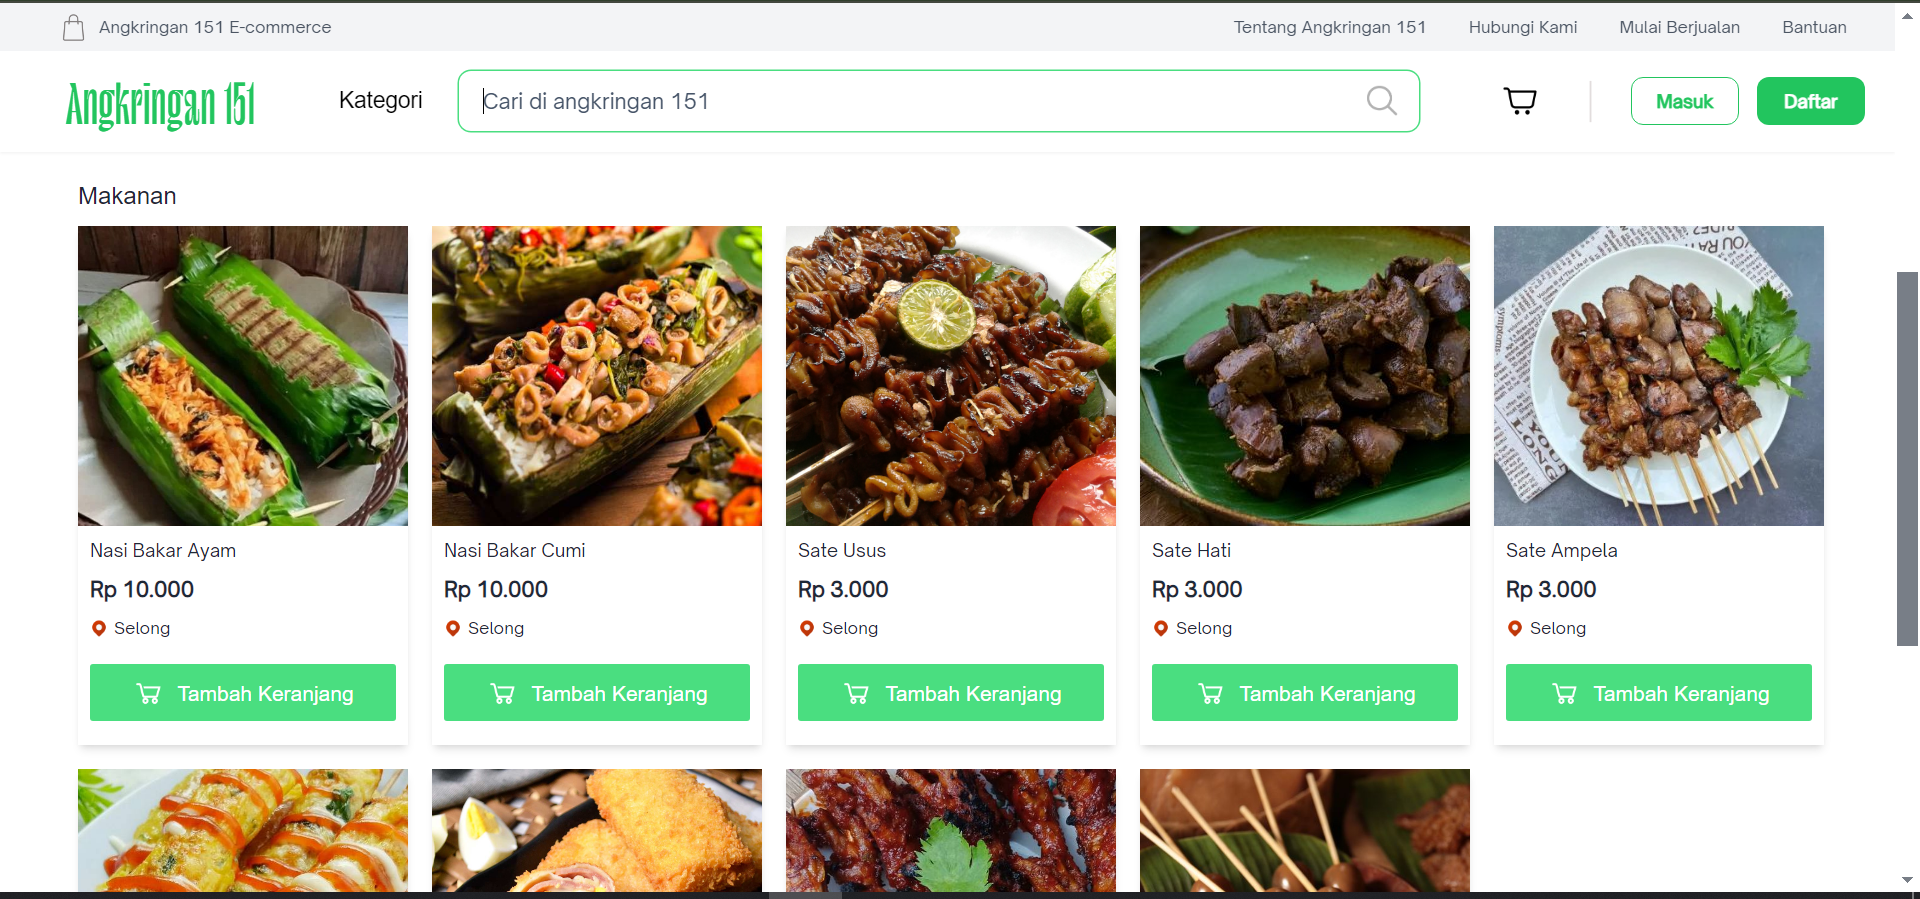 Angkringan 151 E-commerce
Tentang Angkringan 151
Hubungi Kami
Mulai Berjualan
Bantuan
Angkringan 151
Kategori
Cari di angkringan 151
Masuk
Daftar
Makanan
Nasi Bakar Ayam
Rp 10.000
Selong
Tambah Keranjang
Nasi Bakar Cumi
Rp 10.000
Selong
Tambah Keranjang
Sate Usus
Rp 3.000
Selong
Tambah Keranjang
Sate Hati
Rp 3.000
Selong
Tambah Keranjang
Sate Ampela
Rp 3.000
Selong
Tambah Keranjang